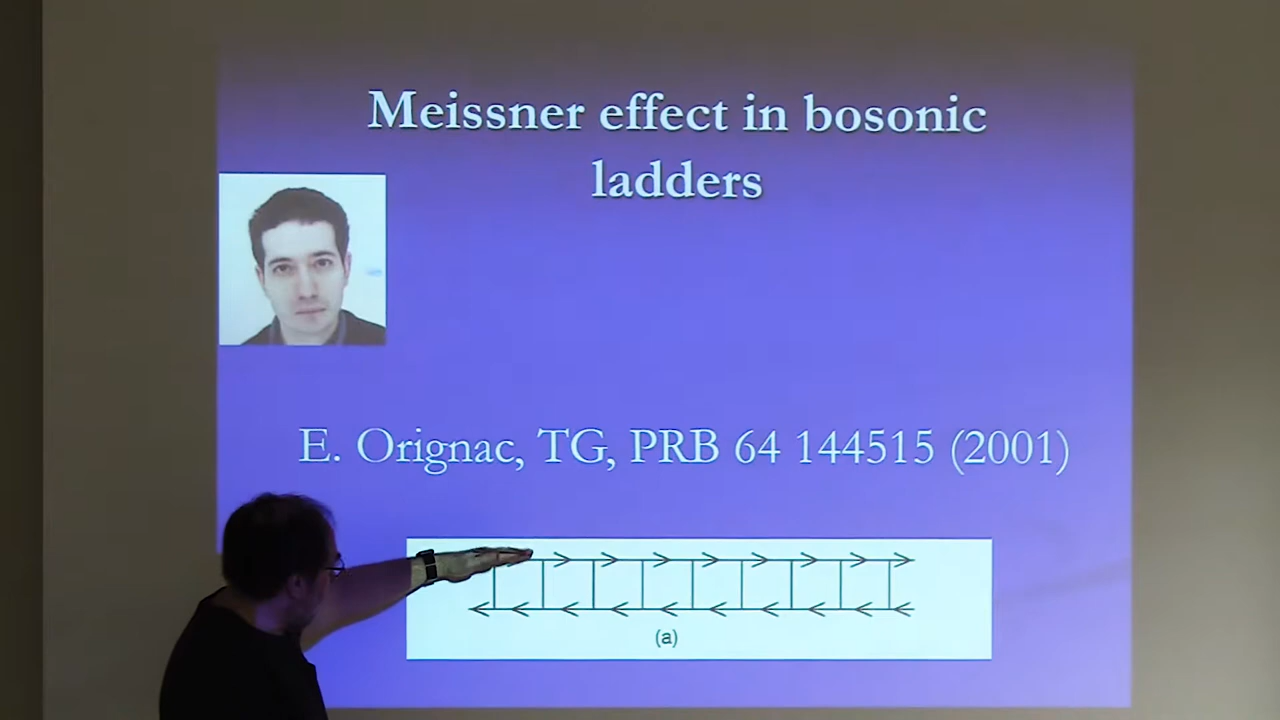 Meissner effect in bosonic
ladders
E. Orignac, TG, PRB 64 144515 (2001)
(a)